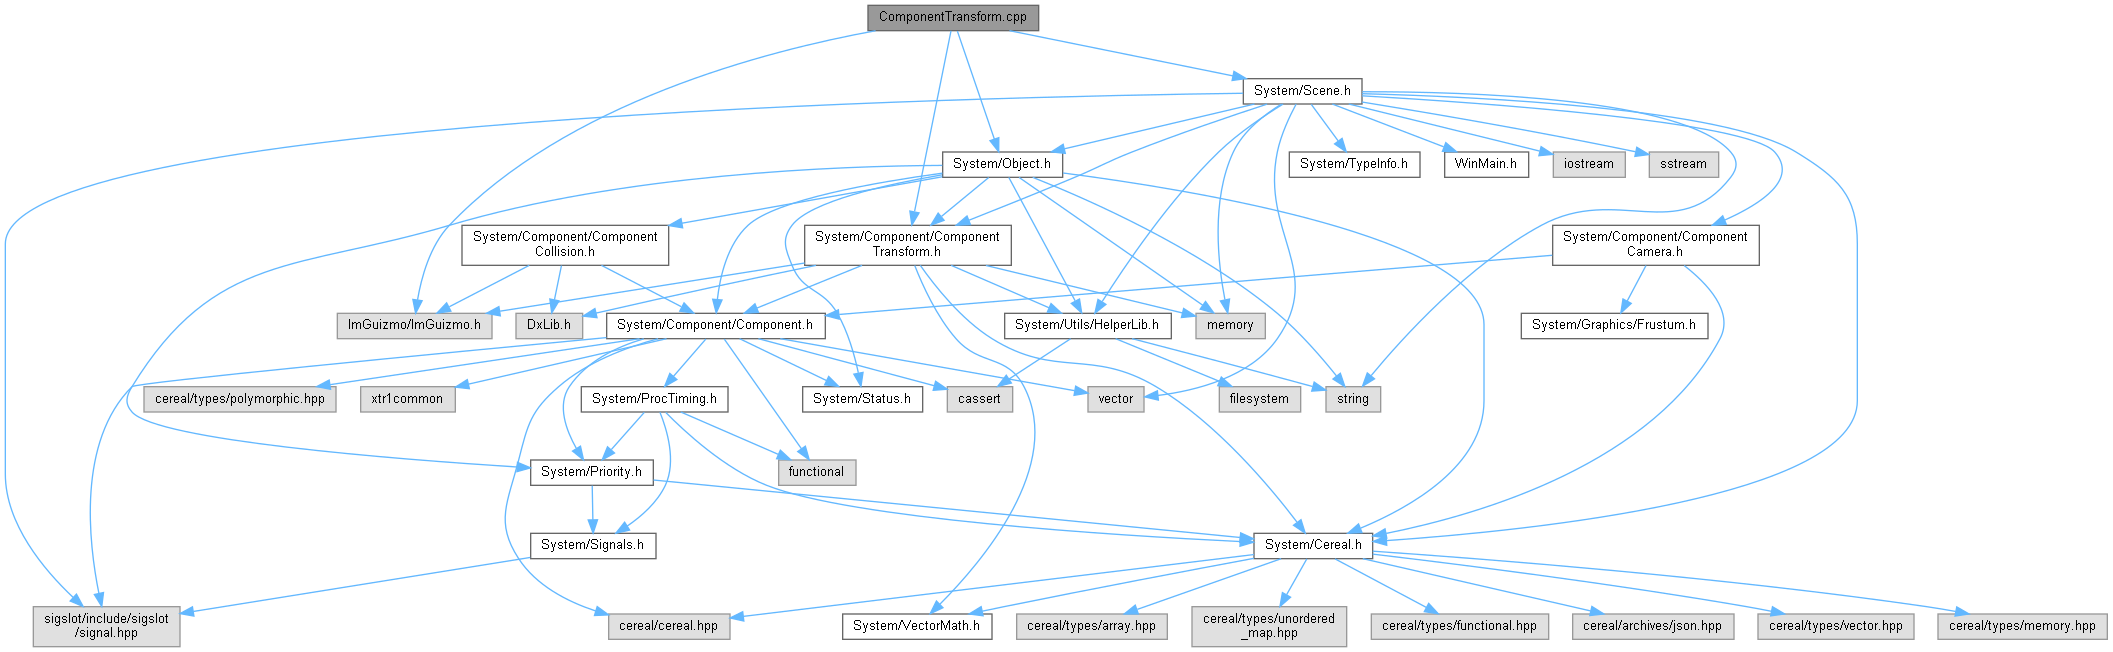 ComponentTransform.cpp
System/Scene.h
System/Object.h
System/TypeInfo.h
WinMain.h
iostream
sstream
System/Component/Component
Collision.h
System/Component/Component
Transform.h
System/Component/Component
Camera.h
ImGuizmo/ImGuizmo.h
DxLib.h
System/Component/Component.h
System/Utils/HelperLib.h
memory
System/Graphics/Frustum.h
cereal/types/polymorphic.hpp
xtr1common
System/ProcTiming.h
System/Status.h
cassert
vector
filesystem
string
System/Priority.h
functional
System/Signals.h
System/Cereal.h
sigslot/include/sigslot
/signal.hpp
cereal/cereal.hpp
System/VectorMath.h
cereal/types/array.hpp
cereal/types/unordered
_map.hpp
cereal/types/functional.hpp
cereal/archives/json.hpp
cereal/types/vector.hpp
cereal/types/memory.hpp